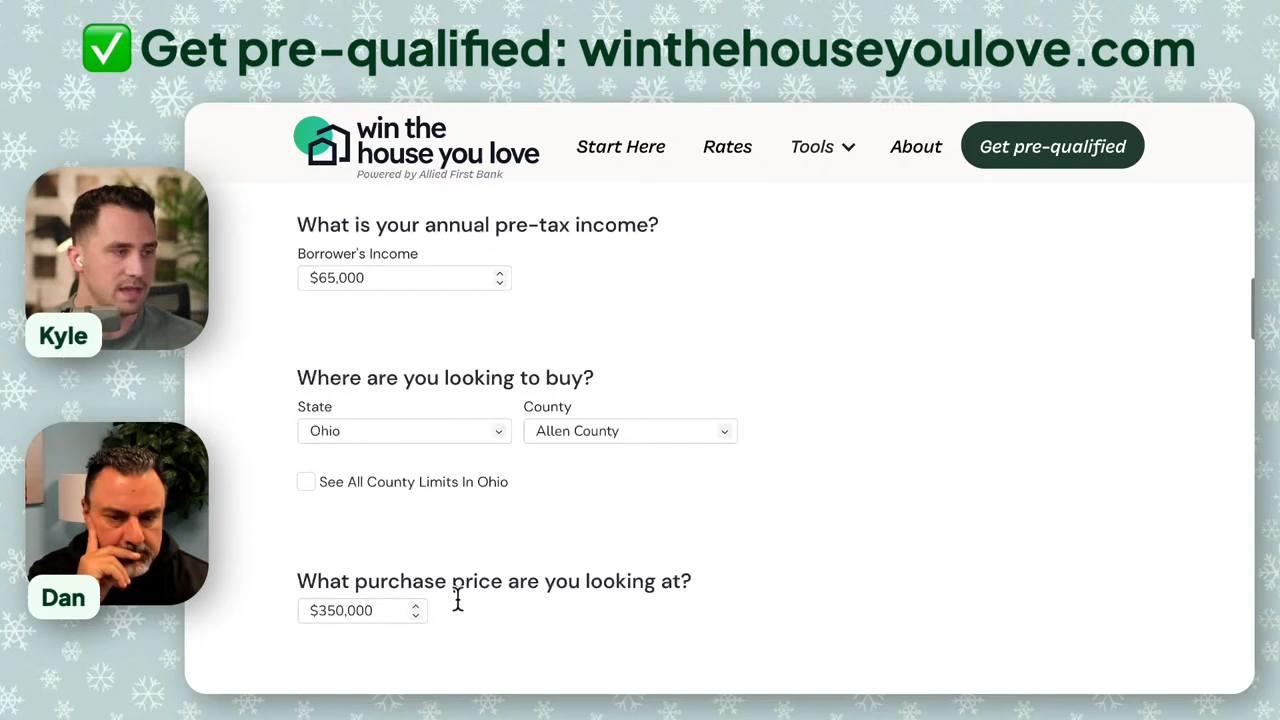 ✅ Get pre-qualified: winthehouseyoulove.com
win the
house you love
Powered by Allied First Bank
Start Here
Rates
Tools
About
Get pre-qualified
What is your annual pre-tax income?
Borrower's Income
$65,000
Kyle
Where are you looking to buy?
State
County
Ohio
Allen County
See All County Limits In Ohio
Dan
What purchase price are you looking at?
$350,000